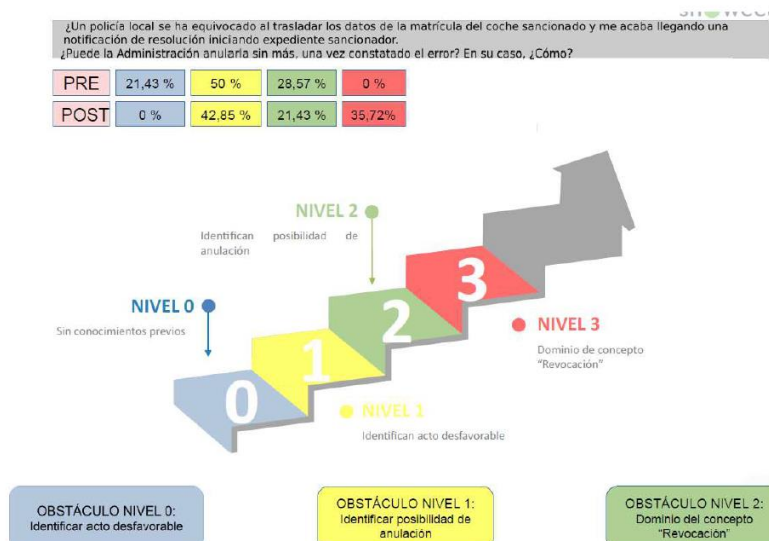 ¿Un policía local se ha equivocado al trasladar los datos de la matrícula del coche sancionado y me acaba llegando una
notificación de resolución iniciando expediente sancionador.
¿Puede la Administración anularla sin más, una vez constatado el error? En su caso, ¿Cómo?
PRE 21,43 % 50 % 28,57 % 0 %
POST 0 % 42,85 % 21,43 % 35,72%
NIVEL 2
Identifican posibilidad de
anulación
3
NIVEL 0
Sin conocimientos previos
2
NIVEL 3
Dominio de concepto
"Revocación"
1
0
NIVEL 1
Identifican acto desfavorable
OBSTÁCULO NIVEL 0:
Identificar acto desfavorable
OBSTÁCULO NIVEL 1:
Identificar posibilidad de
anulación
OBSTÁCULO NIVEL 2:
Dominio del concepto
"Revocación"